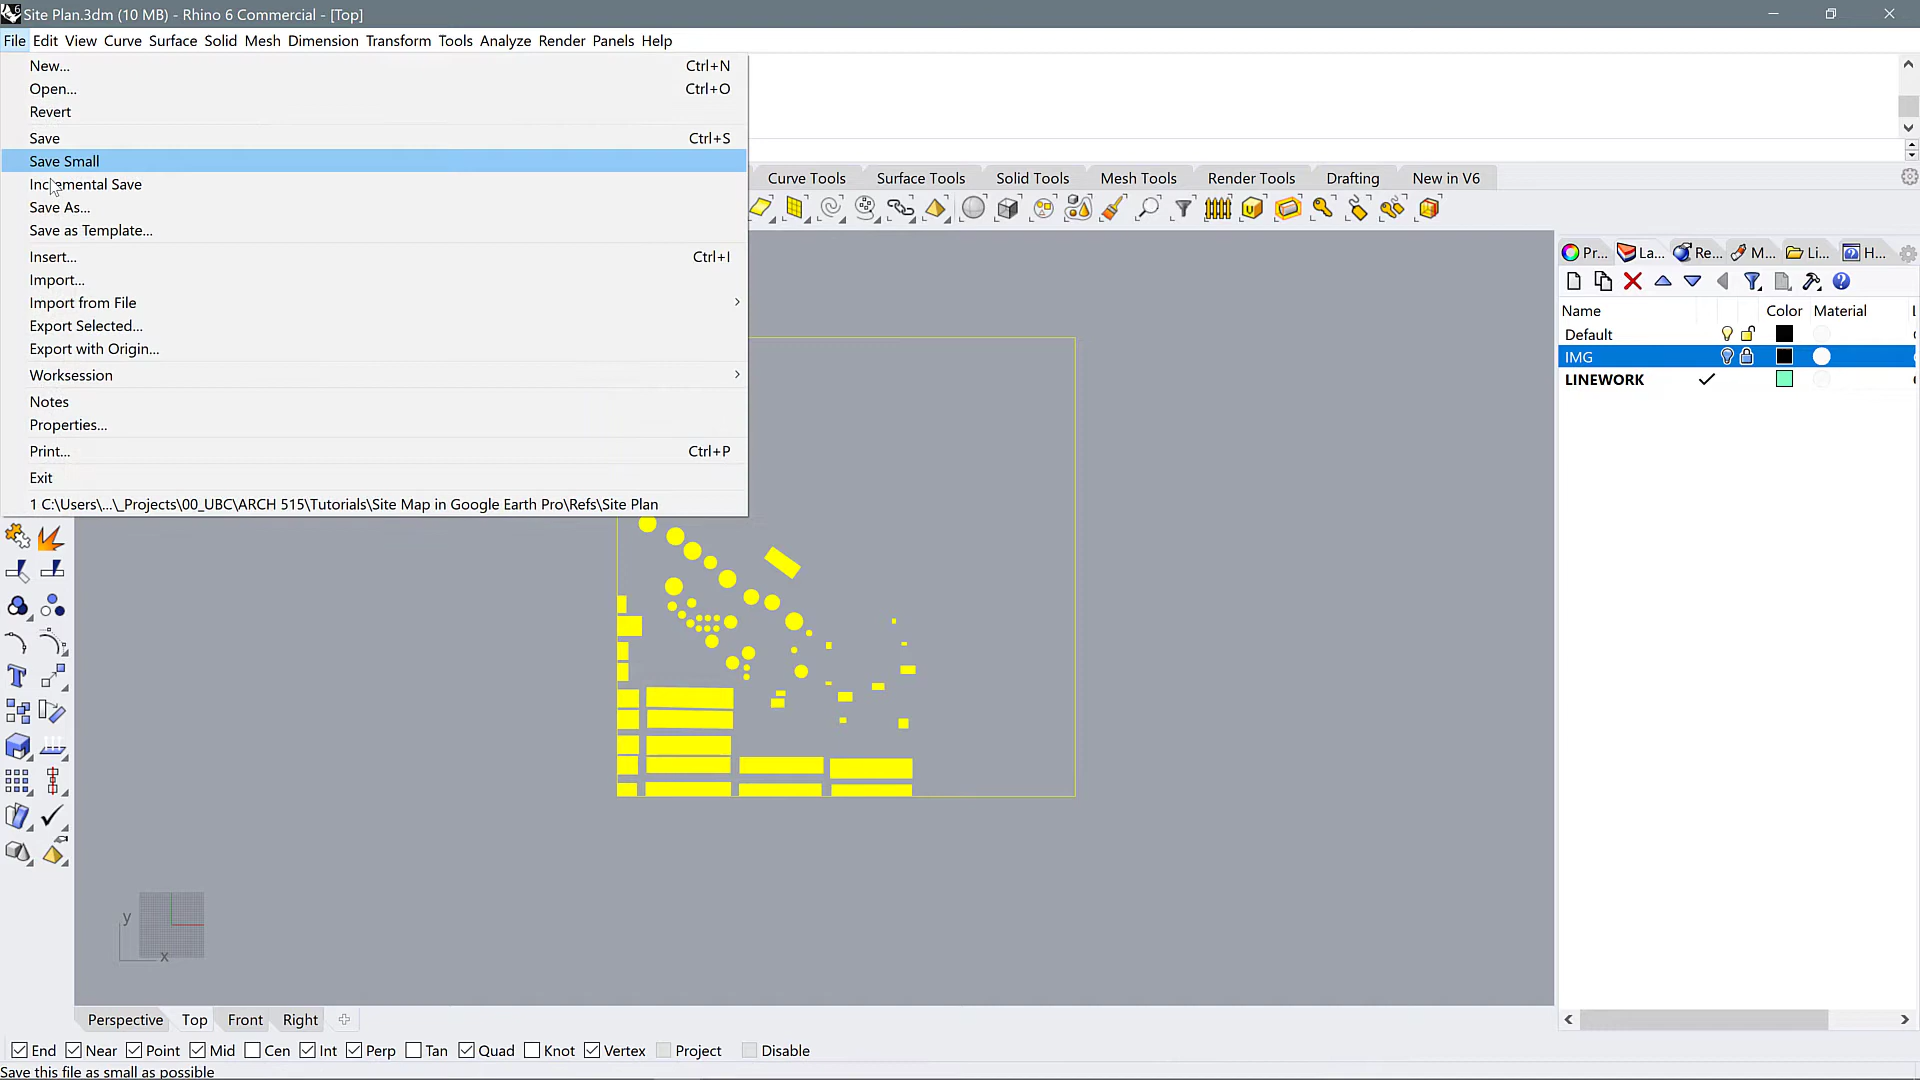 Site Plan.3dm (10 MB) - Rhino 6 Commercial - [Top]
File Edit View Curve Surface Solid Mesh Dimension Transform Tools Analyze Render Panels Help
New... Ctrl+N
Open... Ctrl+O
Revert
Save Ctrl+S
Save Small
Incremental Save
Save As...
Save as Template...
Insert... Ctrl+I
Import...
Import from File
Export Selected...
Export with Origin...
Worksession
Notes
Properties...
Print... Ctrl+P
Exit
1 C:\Users\...\_Projects\00_UBC\ARCH 515\Tutorials\Site Map in Google Earth Pro\Refs\Site Plan
Curve Tools Surface Tools Solid Tools Mesh Tools Render Tools Drafting New in V6
Pr... La... Re... M... Li... H...
Name Color Material L
Default
IMG
LINEWORK
y
x
Perspective Top Front Right
End Near Point Mid Cen Int Perp Tan Quad Knot Vertex Project Disable
Save this file as small as possible